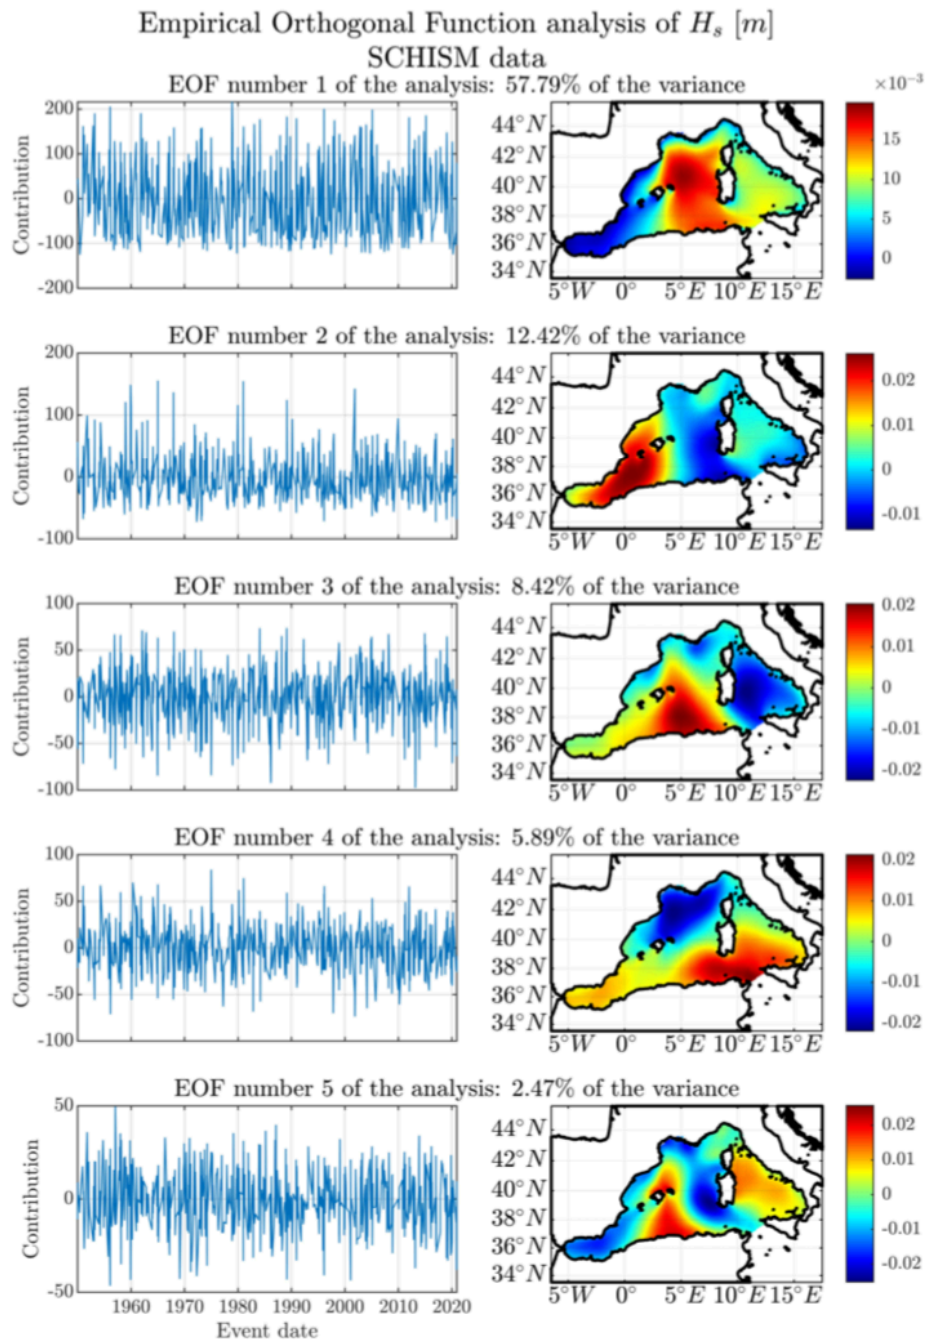 Empirical Orthogonal Function analysis of H_s [m]
SCHISM data
EOF number 1 of the analysis: 57.79% of the variance
×10⁻³
200
100
0
-100
-200
Contribution
44°N
42°N
40°N
38°N
36°N
34°N
5°W 0° 5°E 10°E 15°E
15
10
5
0
EOF number 2 of the analysis: 12.42% of the variance
200
100
0
-100
Contribution
44°N
42°N
40°N
38°N
36°N
34°N
5°W 0° 5°E 10°E 15°E
0.02
0.01
0
-0.01
EOF number 3 of the analysis: 8.42% of the variance
100
50
0
-50
-100
Contribution
44°N
42°N
40°N
38°N
36°N
34°N
5°W 0° 5°E 10°E 15°E
0.02
0.01
0
-0.01
-0.02
EOF number 4 of the analysis: 5.89% of the variance
100
50
0
-50
-100
Contribution
44°N
42°N
40°N
38°N
36°N
34°N
5°W 0° 5°E 10°E 15°E
0.02
0.01
0
-0.01
-0.02
EOF number 5 of the analysis: 2.47% of the variance
50
0
-50
Contribution
1960 1970 1980 1990 2000 2010 2020
Event date
44°N
42°N
40°N
38°N
36°N
34°N
5°W 0° 5°E 10°E 15°E
0.02
0.01
0
-0.01
-0.02